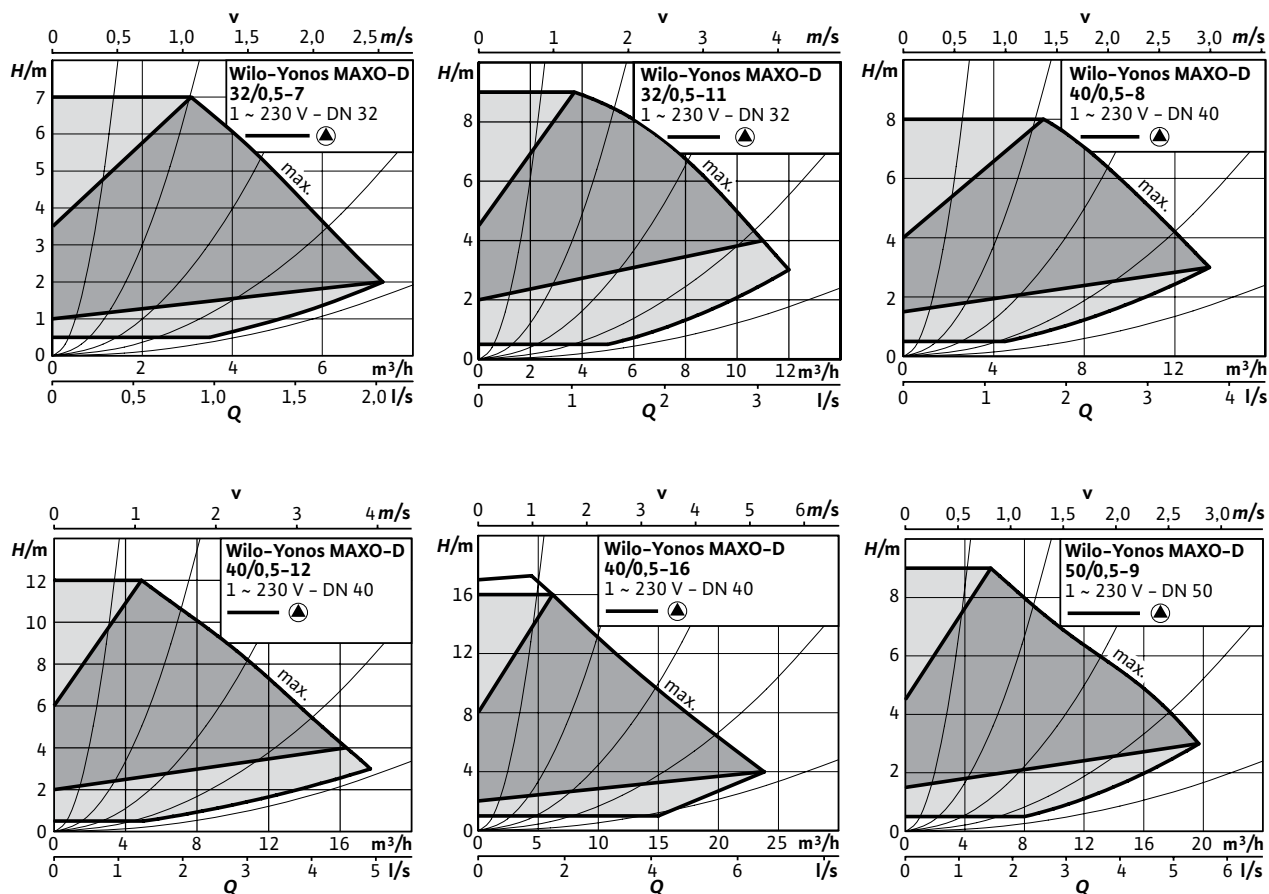 v
0 0,5 1,0 1,5 2,0 2,5 m/s
H/m
Wilo-Yonos MAXO-D
32/0,5-7
1 ~ 230 V – DN 32
7
6
5
4
3
2
1
0
max.
0 2 4 6 m³/h
0 0,5 1,0 1,5 2,0 l/s
Q
v
0 1 2 3 4 m/s
H/m
Wilo-Yonos MAXO-D
32/0,5-11
1 ~ 230 V – DN 32
8
6
4
2
0
max.
0 2 4 6 8 10 12 m³/h
0 1 2 3 l/s
Q
v
0 0,5 1,0 1,5 2,0 2,5 3,0 m/s
H/m
Wilo-Yonos MAXO-D
40/0,5-8
1 ~ 230 V – DN 40
8
6
4
2
0
max.
0 4 8 12 m³/h
0 1 2 3 4 l/s
Q
v
0 1 2 3 4 m/s
H/m
Wilo-Yonos MAXO-D
40/0,5-12
1 ~ 230 V – DN 40
12
10
8
6
4
2
0
max.
0 4 8 12 16 m³/h
0 1 2 3 4 5 l/s
Q
v
0 1 2 3 4 5 6 m/s
H/m
Wilo-Yonos MAXO-D
40/0,5-16
1 ~ 230 V – DN 40
16
12
8
4
0
max.
0 5 10 15 20 25 m³/h
0 2 4 6 l/s
Q
v
0 0,5 1,0 1,5 2,0 2,5 3,0 m/s
H/m
Wilo-Yonos MAXO-D
50/0,5-9
1 ~ 230 V – DN 50
8
6
4
2
0
max.
0 4 8 12 16 20 m³/h
0 1 2 3 4 5 6 l/s
Q